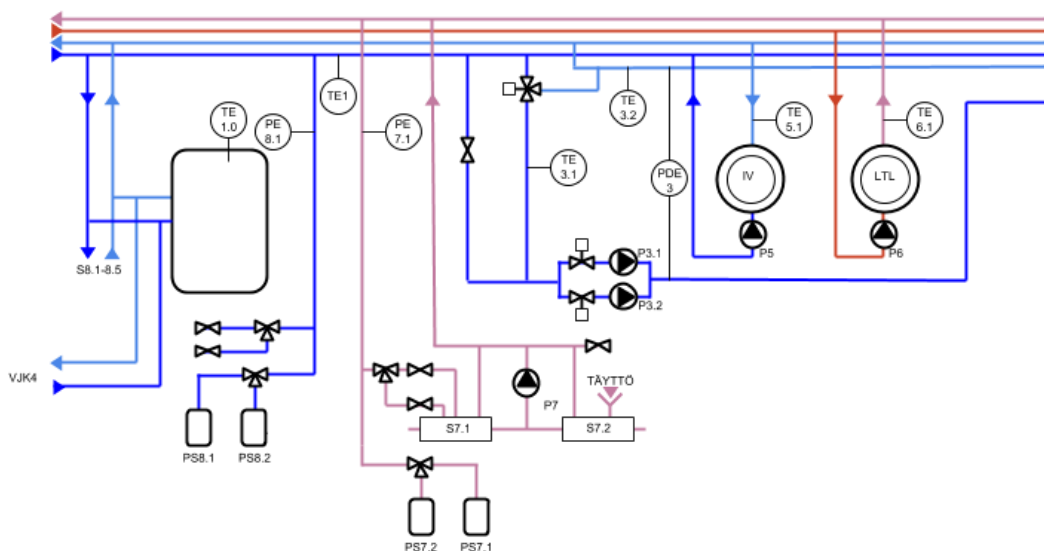 TE1
TE
1.0
PE
8.1
PE
7.1
TE
3.2
TE
5.1
TE
6.1
TE
3.1
PDE
3
IV
LTL
P5
P6
S8.1-8.5
P3.1
P3.2
VJK4
TÄYTTÖ
P7
S7.1
S7.2
PS8.1
PS8.2
PS7.2
PS7.1